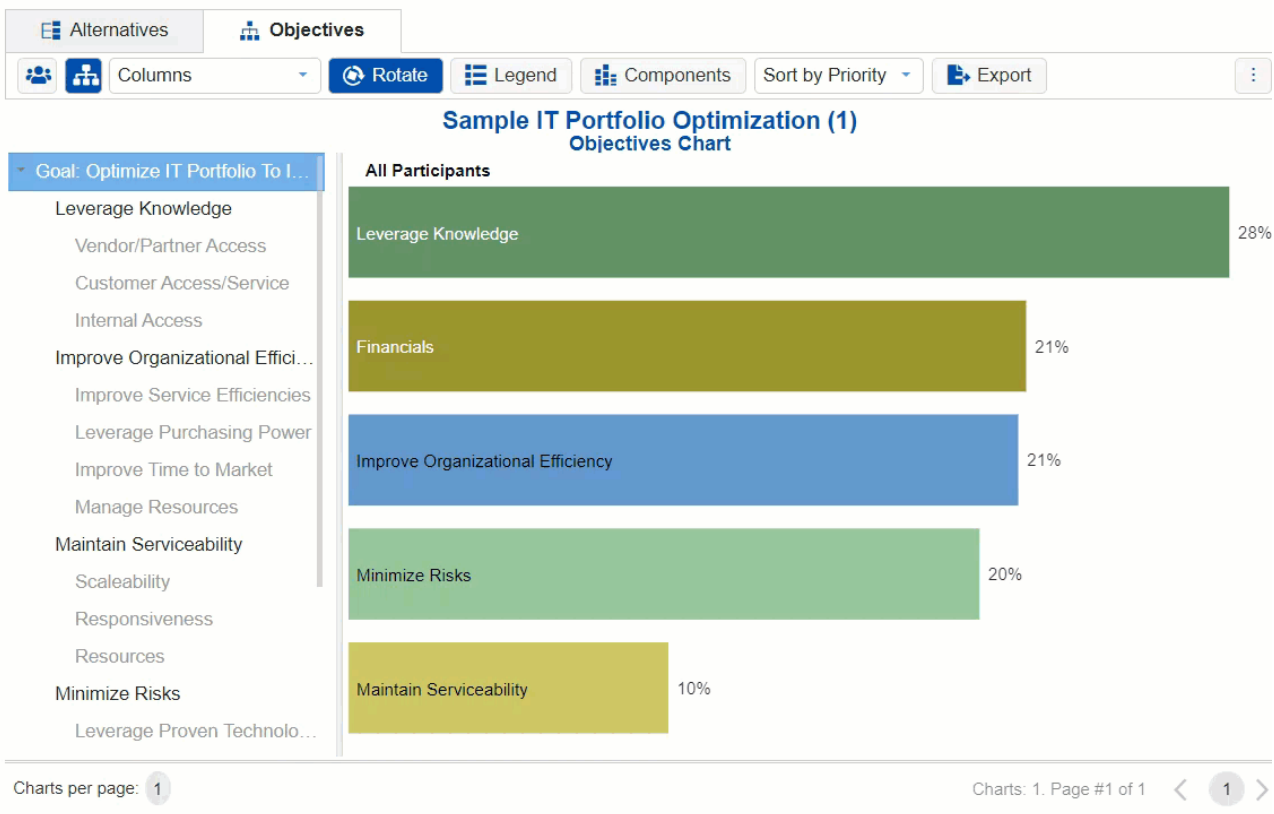 Alternatives
Objectives
Columns
Rotate
Legend
Components
Sort by Priority
Export
Sample IT Portfolio Optimization (1)
Objectives Chart
Goal: Optimize IT Portfolio To I...
Leverage Knowledge
Vendor/Partner Access
Customer Access/Service
Internal Access
Improve Organizational Effici...
Improve Service Efficiencies
Leverage Purchasing Power
Improve Time to Market
Manage Resources
Maintain Serviceability
Scaleability
Responsiveness
Resources
Minimize Risks
Leverage Proven Technolo...
All Participants
Leverage Knowledge 28%
Financials 21%
Improve Organizational Efficiency 21%
Minimize Risks 20%
Maintain Serviceability 10%
Charts per page: 1
Charts: 1. Page #1 of 1
1